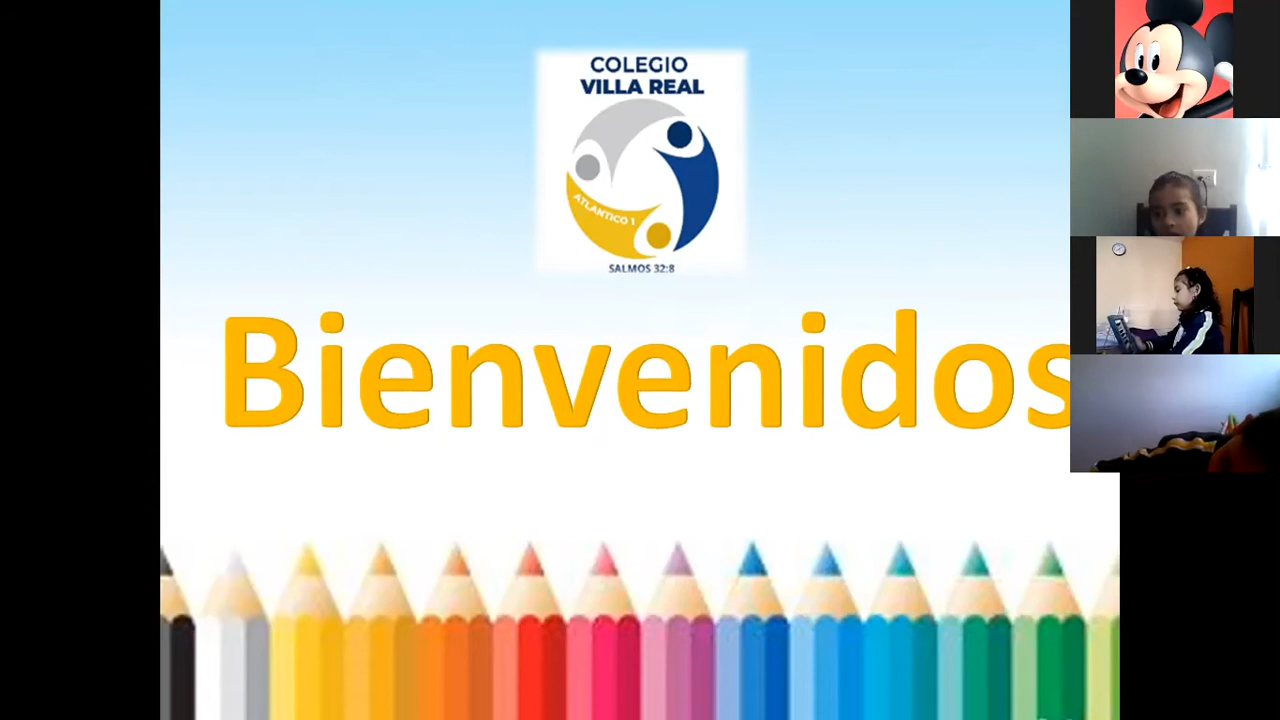 COLEGIO
VILLA REAL
ATLANTICO 1
SALMOS 32:8
Bienvenidos